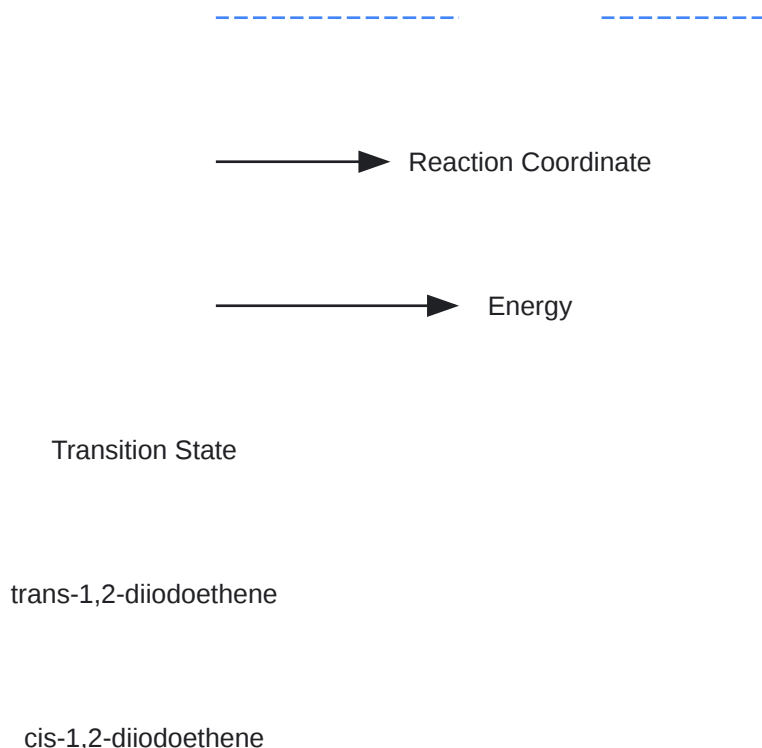 Reaction Coordinate
Energy
Transition State
trans-1,2-diiodoethene
cis-1,2-diiodoethene